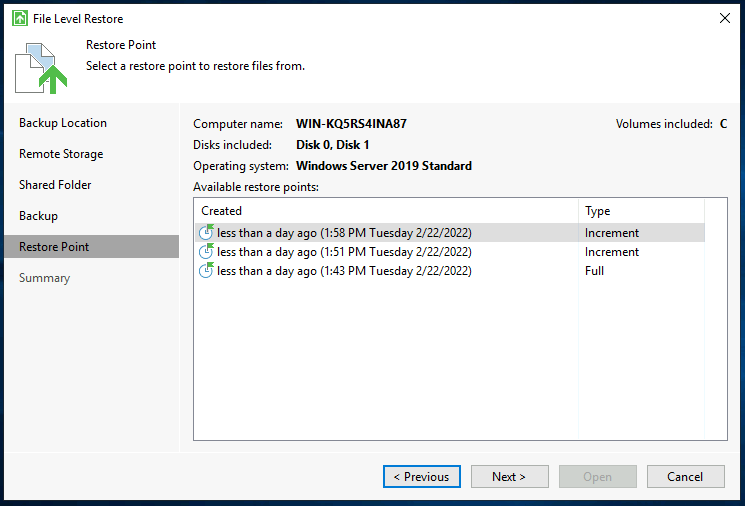 File Level Restore
Restore Point
Select a restore point to restore files from.
Backup Location
Remote Storage
Shared Folder
Backup
Restore Point
Summary
Computer name: WIN-KQ5RS4INA87 Volumes included: C
Disks included: Disk 0, Disk 1
Operating system: Windows Server 2019 Standard
Available restore points:
Created Type
less than a day ago (1:58 PM Tuesday 2/22/2022) Increment
less than a day ago (1:51 PM Tuesday 2/22/2022) Increment
less than a day ago (1:43 PM Tuesday 2/22/2022) Full
< Previous Next > Open Cancel